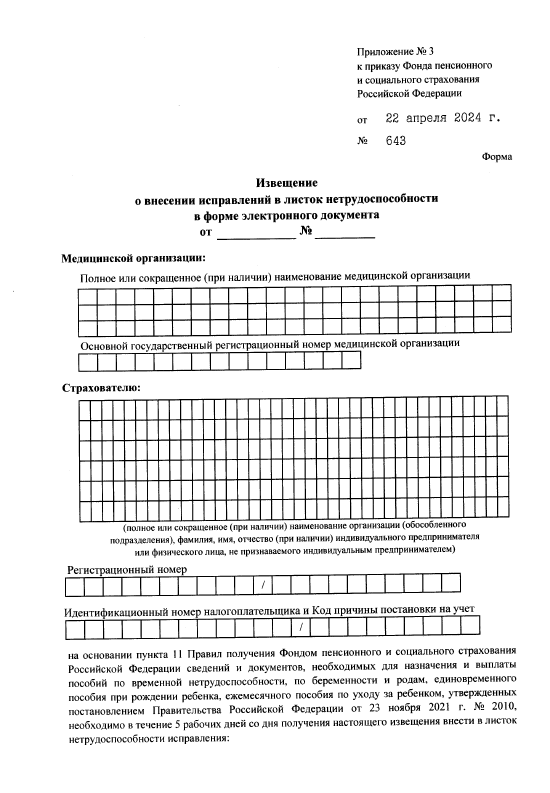 Приложение № 3
к приказу Фонда пенсионного
и социального страхования
Российской Федерации
от 22 апреля 2024 г.
№ 643
Форма
Извещение
о внесении исправлений в листок нетрудоспособности
в форме электронного документа
от ____________ № _________
Медицинской организации:
Полное или сокращенное (при наличии) наименование медицинской организации
Основной государственный регистрационный номер медицинской организации
Страхователю:
(полное или сокращенное (при наличии) наименование организации (обособленного
подразделения), фамилия, имя, отчество (при наличии) индивидуального предпринимателя
или физического лица, не признаваемого индивидуальным предпринимателем)
Регистрационный номер
/
Идентификационный номер налогоплательщика и Код причины постановки на учет
/
на основании пункта 11 Правил получения Фондом пенсионного и социального страхования
Российской Федерации сведений и документов, необходимых для назначения и выплаты
пособий по временной нетрудоспособности, по беременности и родам, единовременного
пособия при рождении ребенка, ежемесячного пособия по уходу за ребенком, утвержденных
постановлением Правительства Российской Федерации от 23 ноября 2021 г. № 2010,
необходимо в течение 5 рабочих дней со дня получения настоящего извещения внести в листок
нетрудоспособности исправления: